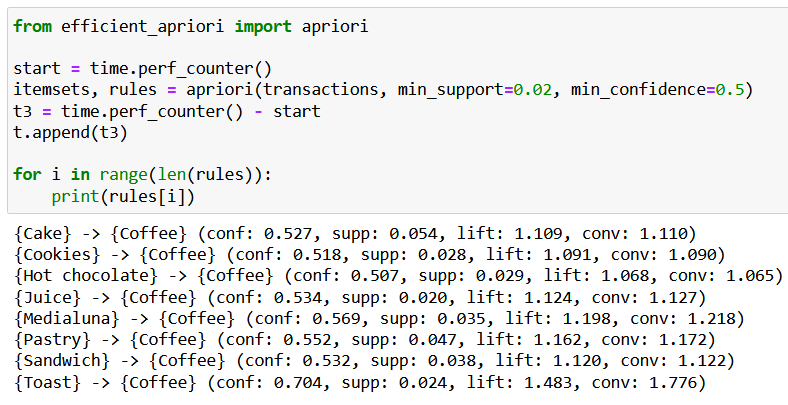 from efficient_apriori import apriori
start = time.perf_counter()
itemsets, rules = apriori(transactions, min_support=0.02, min_confidence=0.5)
t3 = time.perf_counter() - start
t.append(t3)
for i in range(len(rules)):
    print(rules[i])
{Cake} -> {Coffee} (conf: 0.527, supp: 0.054, lift: 1.109, conv: 1.110)
{Cookies} -> {Coffee} (conf: 0.518, supp: 0.028, lift: 1.091, conv: 1.090)
{Hot chocolate} -> {Coffee} (conf: 0.507, supp: 0.029, lift: 1.068, conv: 1.065)
{Juice} -> {Coffee} (conf: 0.534, supp: 0.020, lift: 1.124, conv: 1.127)
{Medialuna} -> {Coffee} (conf: 0.569, supp: 0.035, lift: 1.198, conv: 1.218)
{Pastry} -> {Coffee} (conf: 0.552, supp: 0.047, lift: 1.162, conv: 1.172)
{Sandwich} -> {Coffee} (conf: 0.532, supp: 0.038, lift: 1.120, conv: 1.122)
{Toast} -> {Coffee} (conf: 0.704, supp: 0.024, lift: 1.483, conv: 1.776)